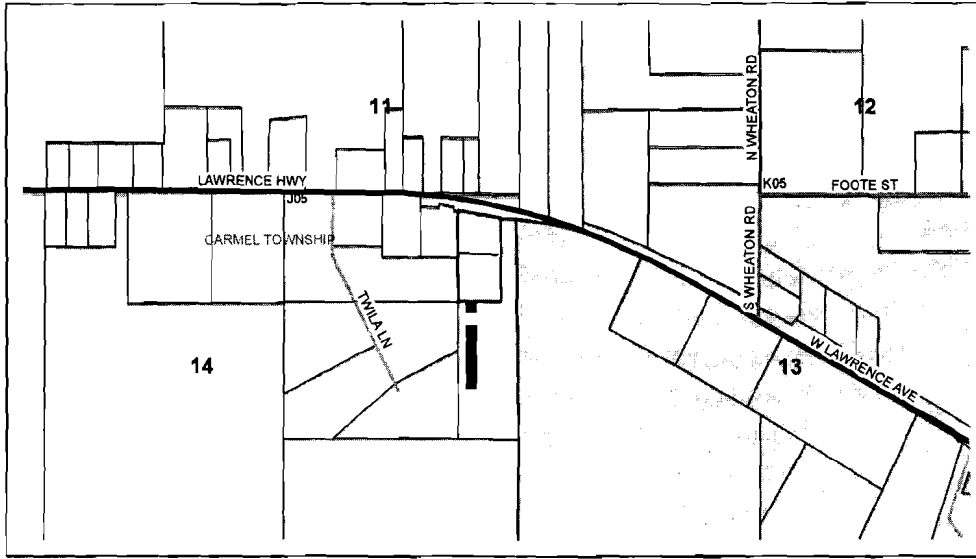 11
N WHEATON RD
12
LAWRENCE HWY
J05
K05
FOOTE ST
CARMEL TOWNSHIP
S WHEATON RD
TWILA LN
14
13
W LAWRENCE AVE